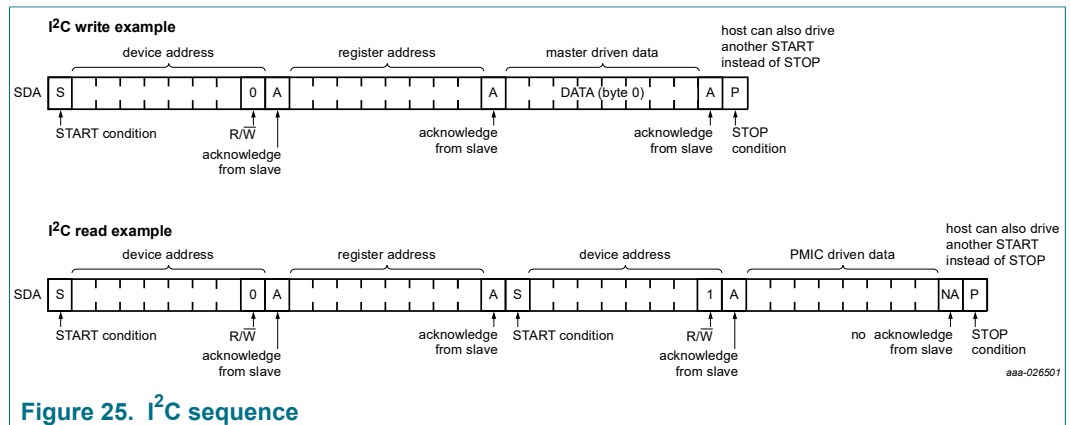 I2C write example
device address
register address
master driven data
host can also drive
another START
instead of STOP
SDA S 0 A A DATA (byte 0) A P
START condition
R/W
acknowledge
from slave
acknowledge
from slave
acknowledge
from slave
STOP
condition
I2C read example
device address
register address
device address
PMIC driven data
host can also drive
another START
instead of STOP
SDA S 0 A A S 1 A NA P
START condition
R/W
acknowledge
from slave
acknowledge
from slave
START condition
R/W
acknowledge
from slave
no acknowledge
from slave
STOP
condition
aaa-026501
Figure 25. I2C sequence